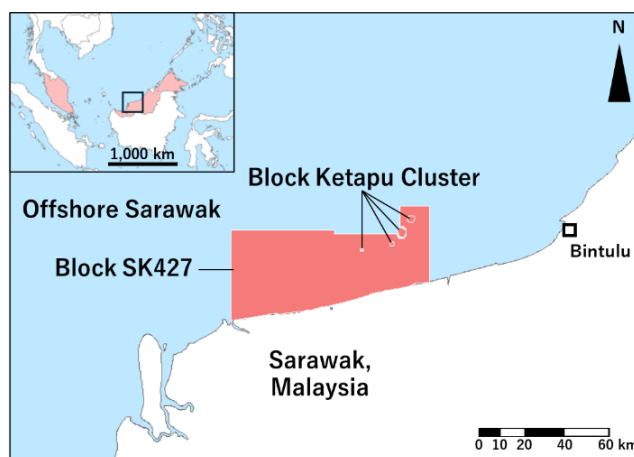 N
1,000 km
Block Ketapu Cluster
Offshore Sarawak
Block SK427
Bintulu
Sarawak,
Malaysia
0 10 20 40 60 km